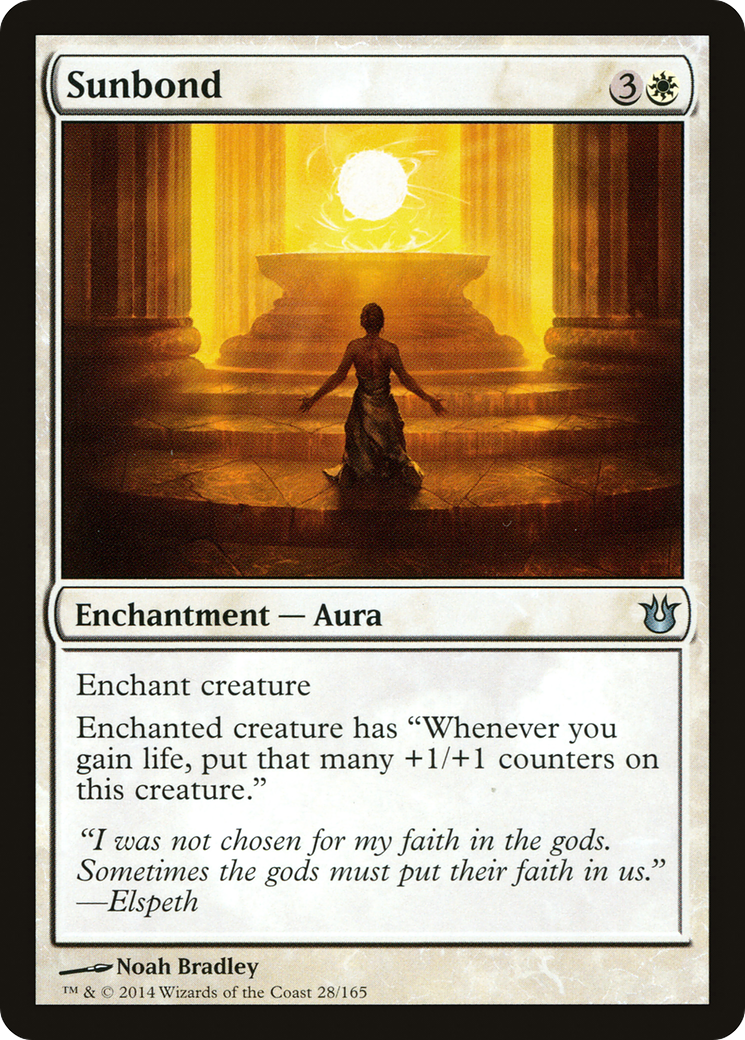 Sunbond 3
Enchantment — Aura
Enchant creature
Enchanted creature has “Whenever you
gain life, put that many +1/+1 counters on
this creature.”
“I was not chosen for my faith in the gods.
Sometimes the gods must put their faith in us.”
—Elspeth
Noah Bradley
™ & © 2014 Wizards of the Coast 28/165